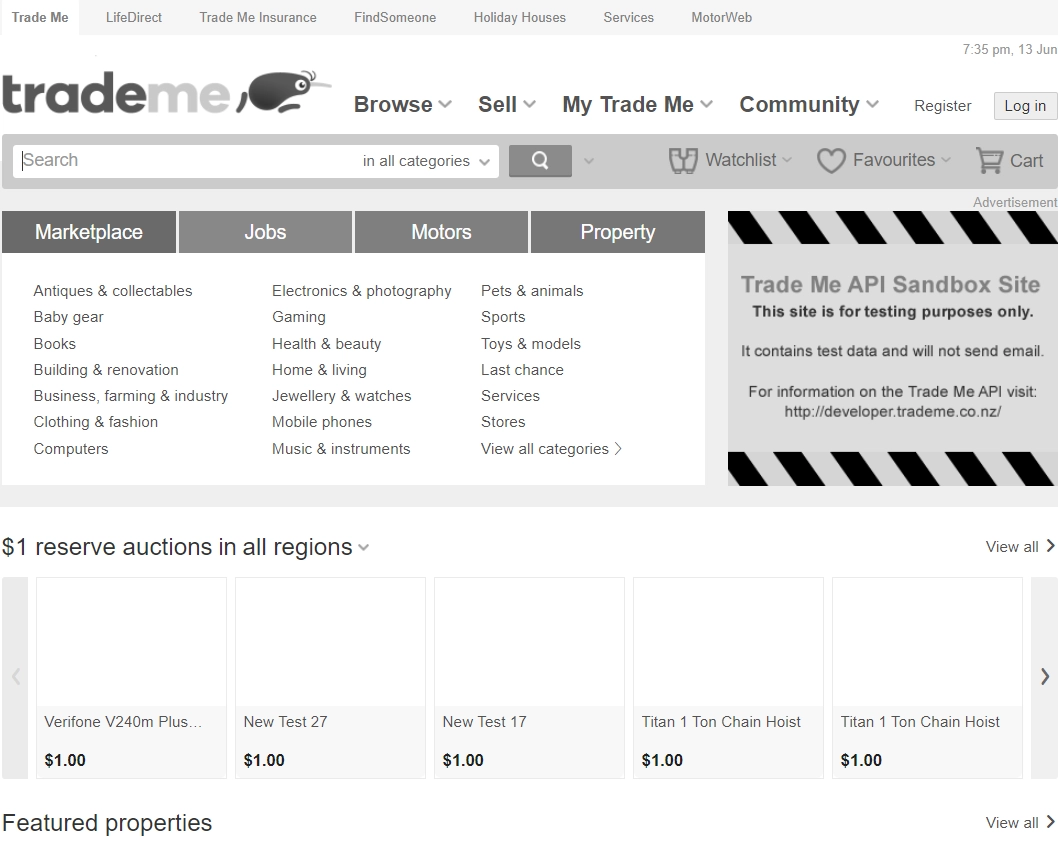 Trade Me LifeDirect Trade Me Insurance FindSomeone Holiday Houses Services MotorWeb
7:35 pm, 13 Jun
trademe Browse Sell My Trade Me Community Register Log in
Search in all categories Watchlist Favourites Cart
Advertisement
Marketplace Jobs Motors Property
Antiques & collectables
Baby gear
Books
Building & renovation
Business, farming & industry
Clothing & fashion
Computers
Electronics & photography
Gaming
Health & beauty
Home & living
Jewellery & watches
Mobile phones
Music & instruments
Pets & animals
Sports
Toys & models
Last chance
Services
Stores
View all categories
Trade Me API Sandbox Site
This site is for testing purposes only.
It contains test data and will not send email.
For information on the Trade Me API visit:
http://developer.trademe.co.nz/
$1 reserve auctions in all regions View all
Verifone V240m Plus... New Test 27 New Test 17 Titan 1 Ton Chain Hoist Titan 1 Ton Chain Hoist
$1.00 $1.00 $1.00 $1.00 $1.00
Featured properties View all